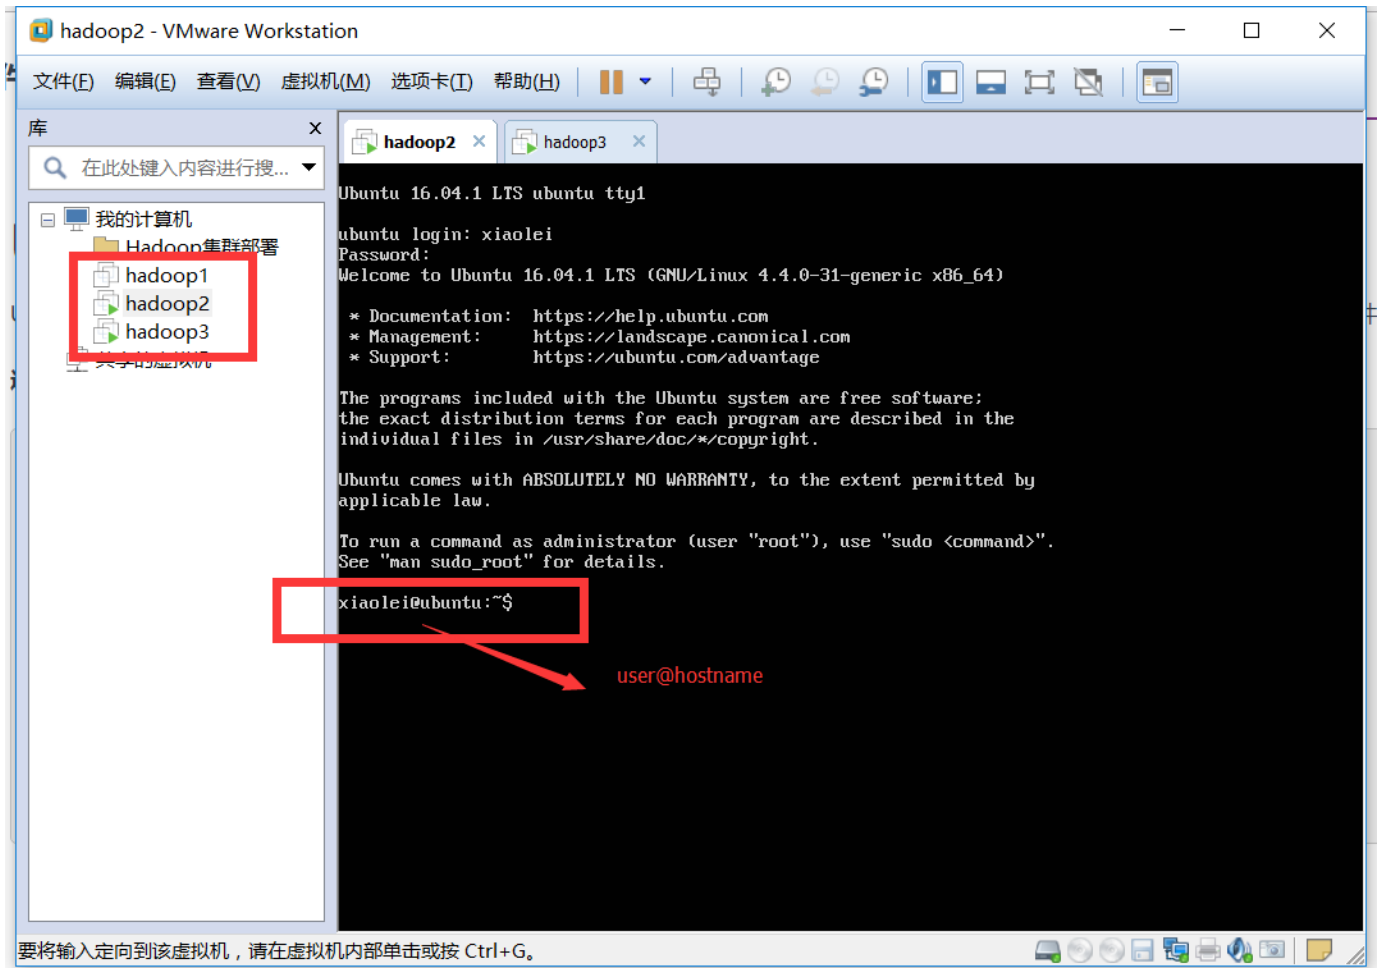 hadoop2 - VMware Workstation
文件(F) 编辑(E) 查看(V) 虚拟机(M) 选项卡(T) 帮助(H)
库
在此处键入内容进行搜...
我的计算机
Hadoop集群部署
hadoop1
hadoop2
hadoop3
共享的虚拟机
hadoop2 hadoop3
Ubuntu 16.04.1 LTS ubuntu tty1
ubuntu login: xiaolei
Password:
Welcome to Ubuntu 16.04.1 LTS (GNU/Linux 4.4.0-31-generic x86_64)
* Documentation: https://help.ubuntu.com
* Management: https://landscape.canonical.com
* Support: https://ubuntu.com/advantage
The programs included with the Ubuntu system are free software;
the exact distribution terms for each program are described in the
individual files in /usr/share/doc/*/copyright.
Ubuntu comes with ABSOLUTELY NO WARRANTY, to the extent permitted by
applicable law.
To run a command as administrator (user "root"), use "sudo <command>".
See "man sudo_root" for details.
xiaolei@ubuntu:~$
user@hostname
要将输入定向到该虚拟机，请在虚拟机内部单击或按 Ctrl+G。